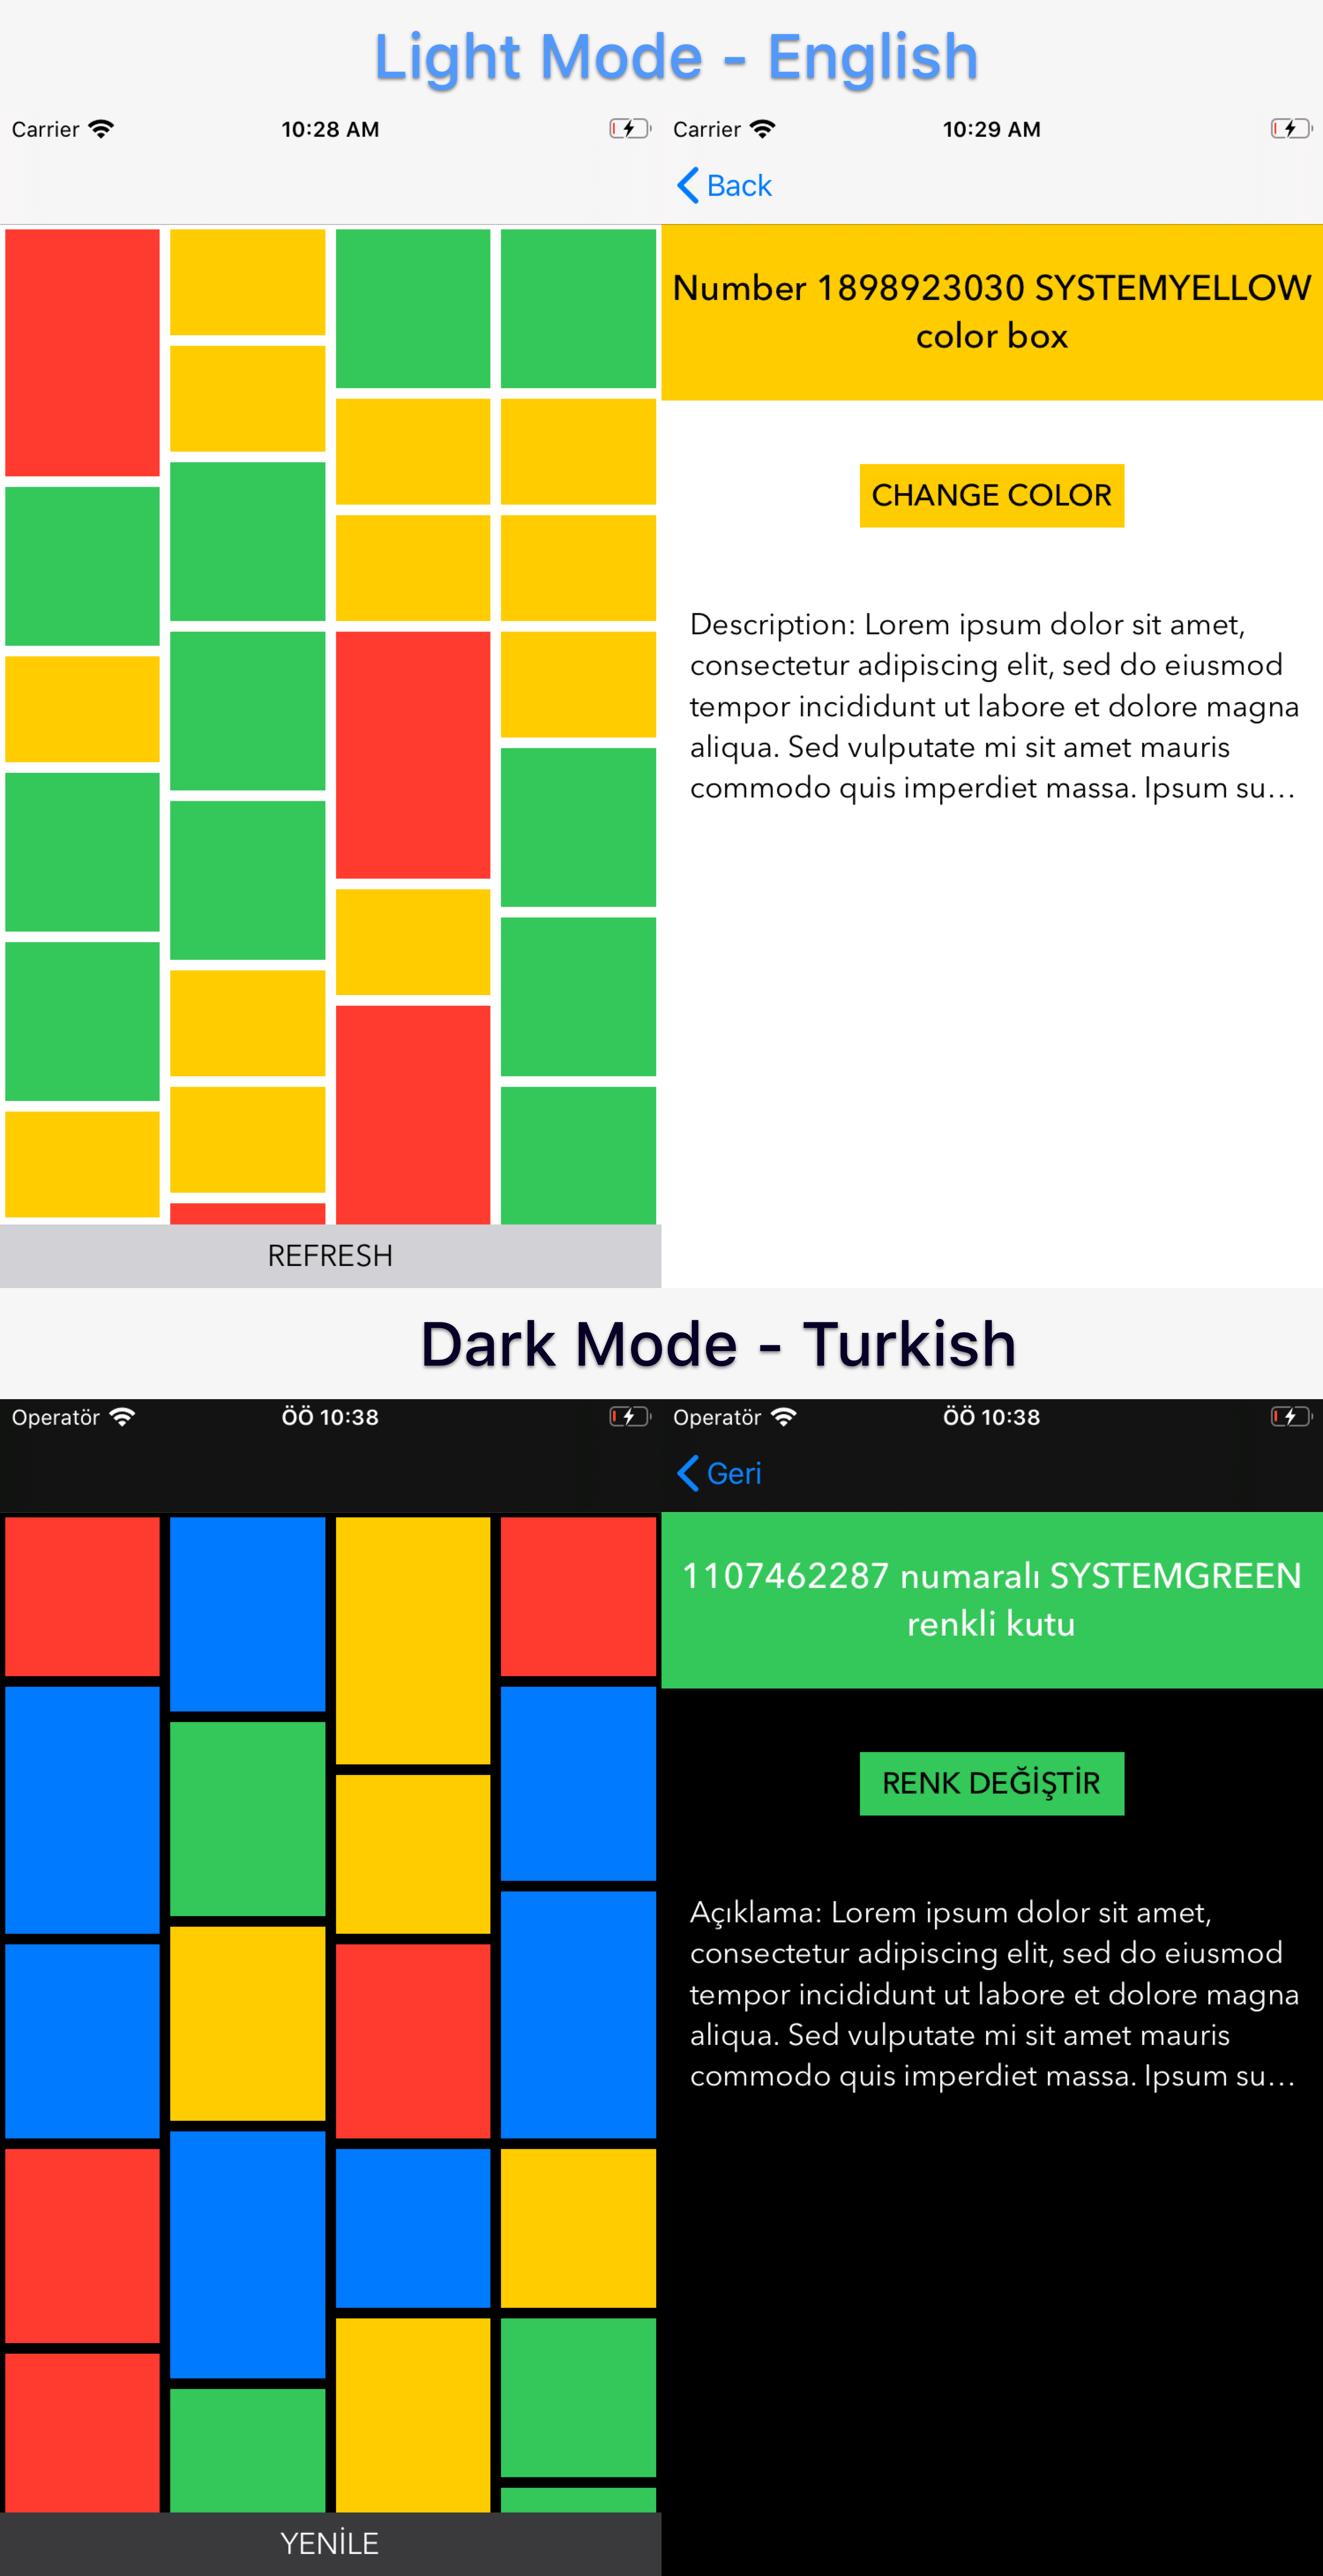 Light Mode - English
Carrier 10:28 AM
Carrier 10:29 AM
Back
Number 1898923030 SYSTEMYELLOW
color box
CHANGE COLOR
Description: Lorem ipsum dolor sit amet,
consectetur adipiscing elit, sed do eiusmod
tempor incididunt ut labore et dolore magna
aliqua. Sed vulputate mi sit amet mauris
commodo quis imperdiet massa. Ipsum su...
REFRESH
Dark Mode - Turkish
Operatör ÖÖ 10:38
Operatör ÖÖ 10:38
Geri
1107462287 numaralı SYSTEMGREEN
renkli kutu
RENK DEĞİŞTİR
Açıklama: Lorem ipsum dolor sit amet,
consectetur adipiscing elit, sed do eiusmod
tempor incididunt ut labore et dolore magna
aliqua. Sed vulputate mi sit amet mauris
commodo quis imperdiet massa. Ipsum su...
YENİLE